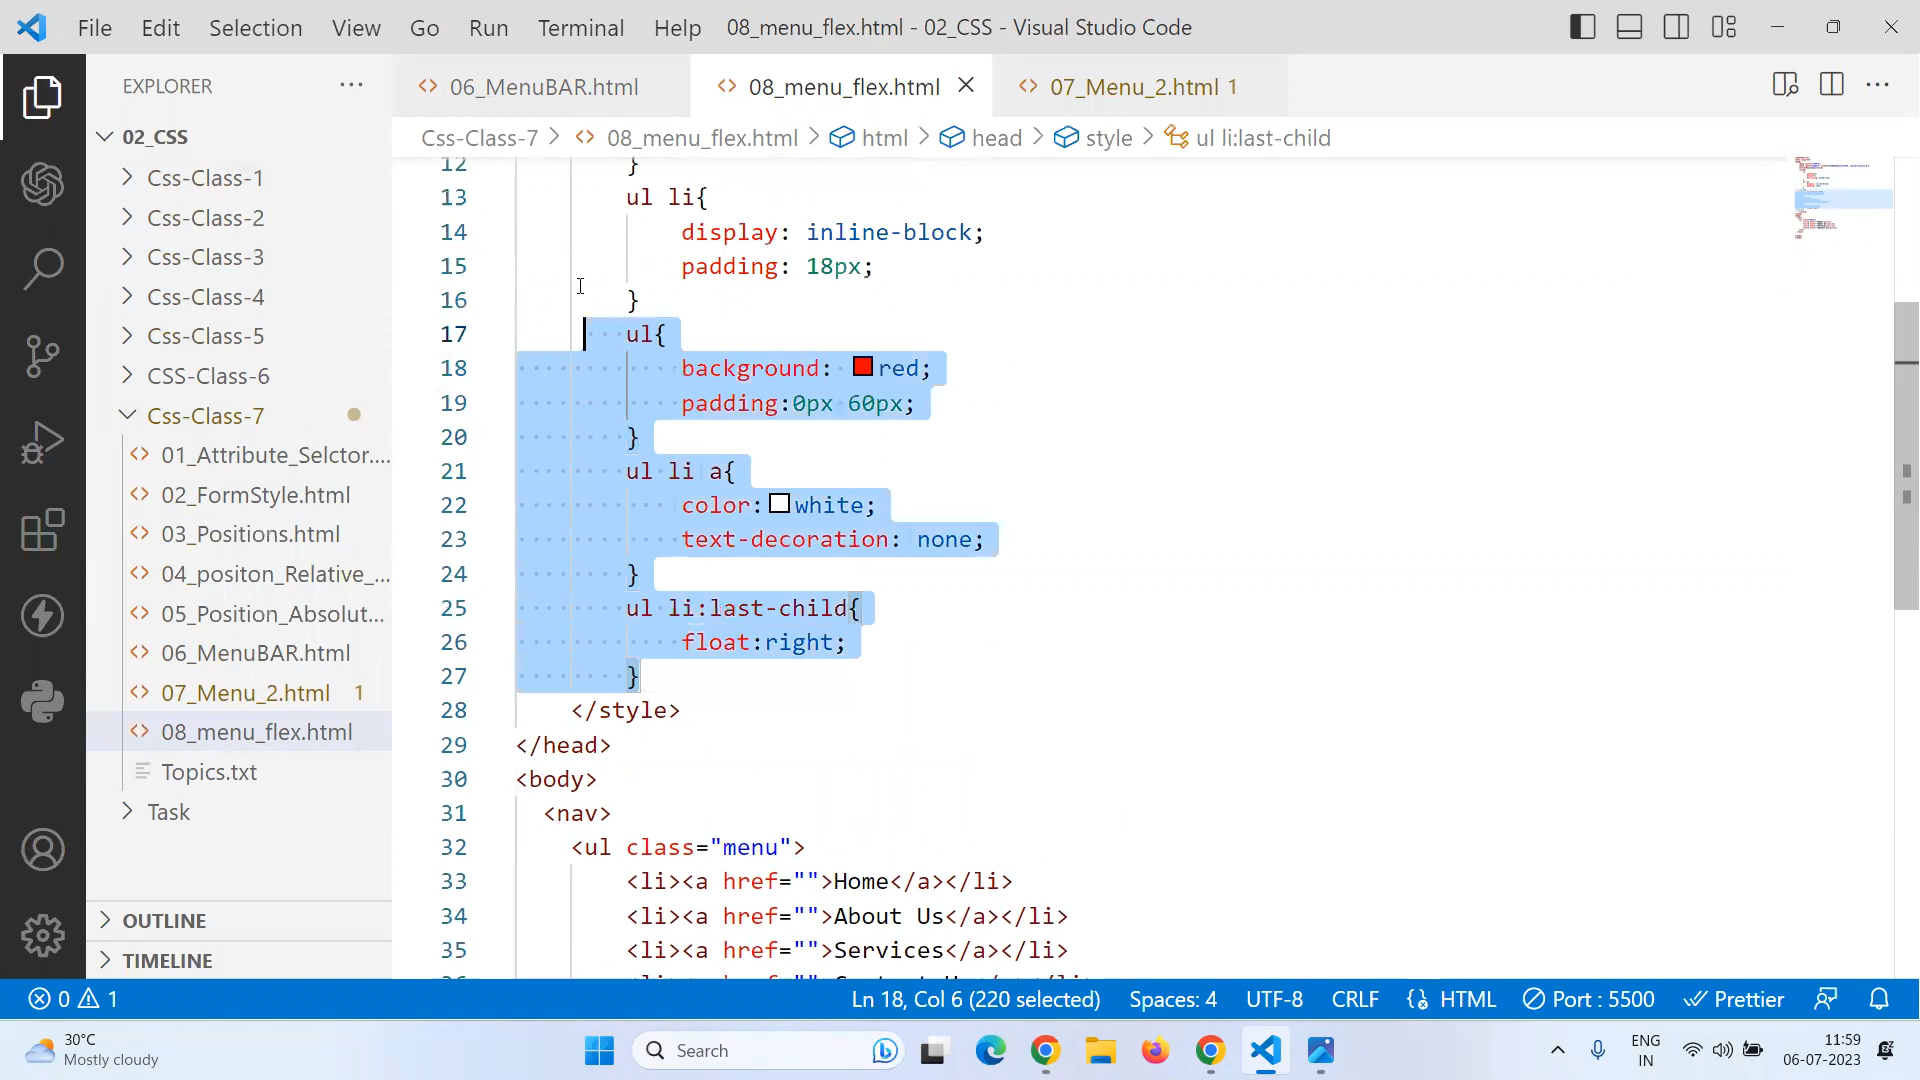 File Edit Selection View Go Run Terminal Help 08_menu_flex.html - 02_CSS - Visual Studio Code
EXPLORER
02_CSS
Css-Class-1
Css-Class-2
Css-Class-3
Css-Class-4
Css-Class-5
CSS-Class-6
Css-Class-7
01_Attribute_Selctor....
02_FormStyle.html
03_Positions.html
04_positon_Relative_...
05_Position_Absolut...
06_MenuBAR.html
07_Menu_2.html 1
08_menu_flex.html
Topics.txt
Task
OUTLINE
TIMELINE
06_MenuBAR.html 08_menu_flex.html 07_Menu_2.html 1
Css-Class-7 > 08_menu_flex.html > html > head > style > ul li:last-child
12 }
13 ul li{
14 display: inline-block;
15 padding: 18px;
16 }
17 ul{
18 background: red;
19 padding:0px 60px;
20 }
21 ul li a{
22 color: white;
23 text-decoration: none;
24 }
25 ul li:last-child{
26 float:right;
27 }
28 </style>
29 </head>
30 <body>
31 <nav>
32 <ul class="menu">
33 <li><a href="">Home</a></li>
34 <li><a href="">About Us</a></li>
35 <li><a href="">Services</a></li>
0 1 Ln 18, Col 6 (220 selected) Spaces: 4 UTF-8 CRLF HTML Port : 5500 Prettier
30°C
Mostly cloudy
Search
ENG
IN
11:59
06-07-2023